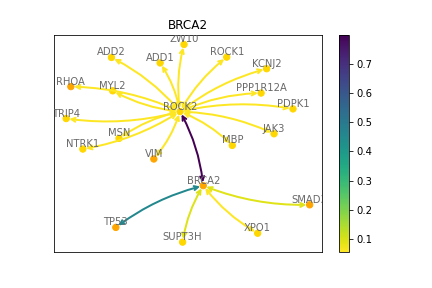 BRCA2
ZW10
ADD2
ADD1
ROCK1
KCNJ2
RHOA
MYL2
PPP1R12A
ROCK2
PDPK1
TRIP4
MSN
JAK3
NTRK1
MBP
VIM
BRCA2
SMAD
TP53
XPO1
SUPT3H
0.7
0.6
0.5
0.4
0.3
0.2
0.1